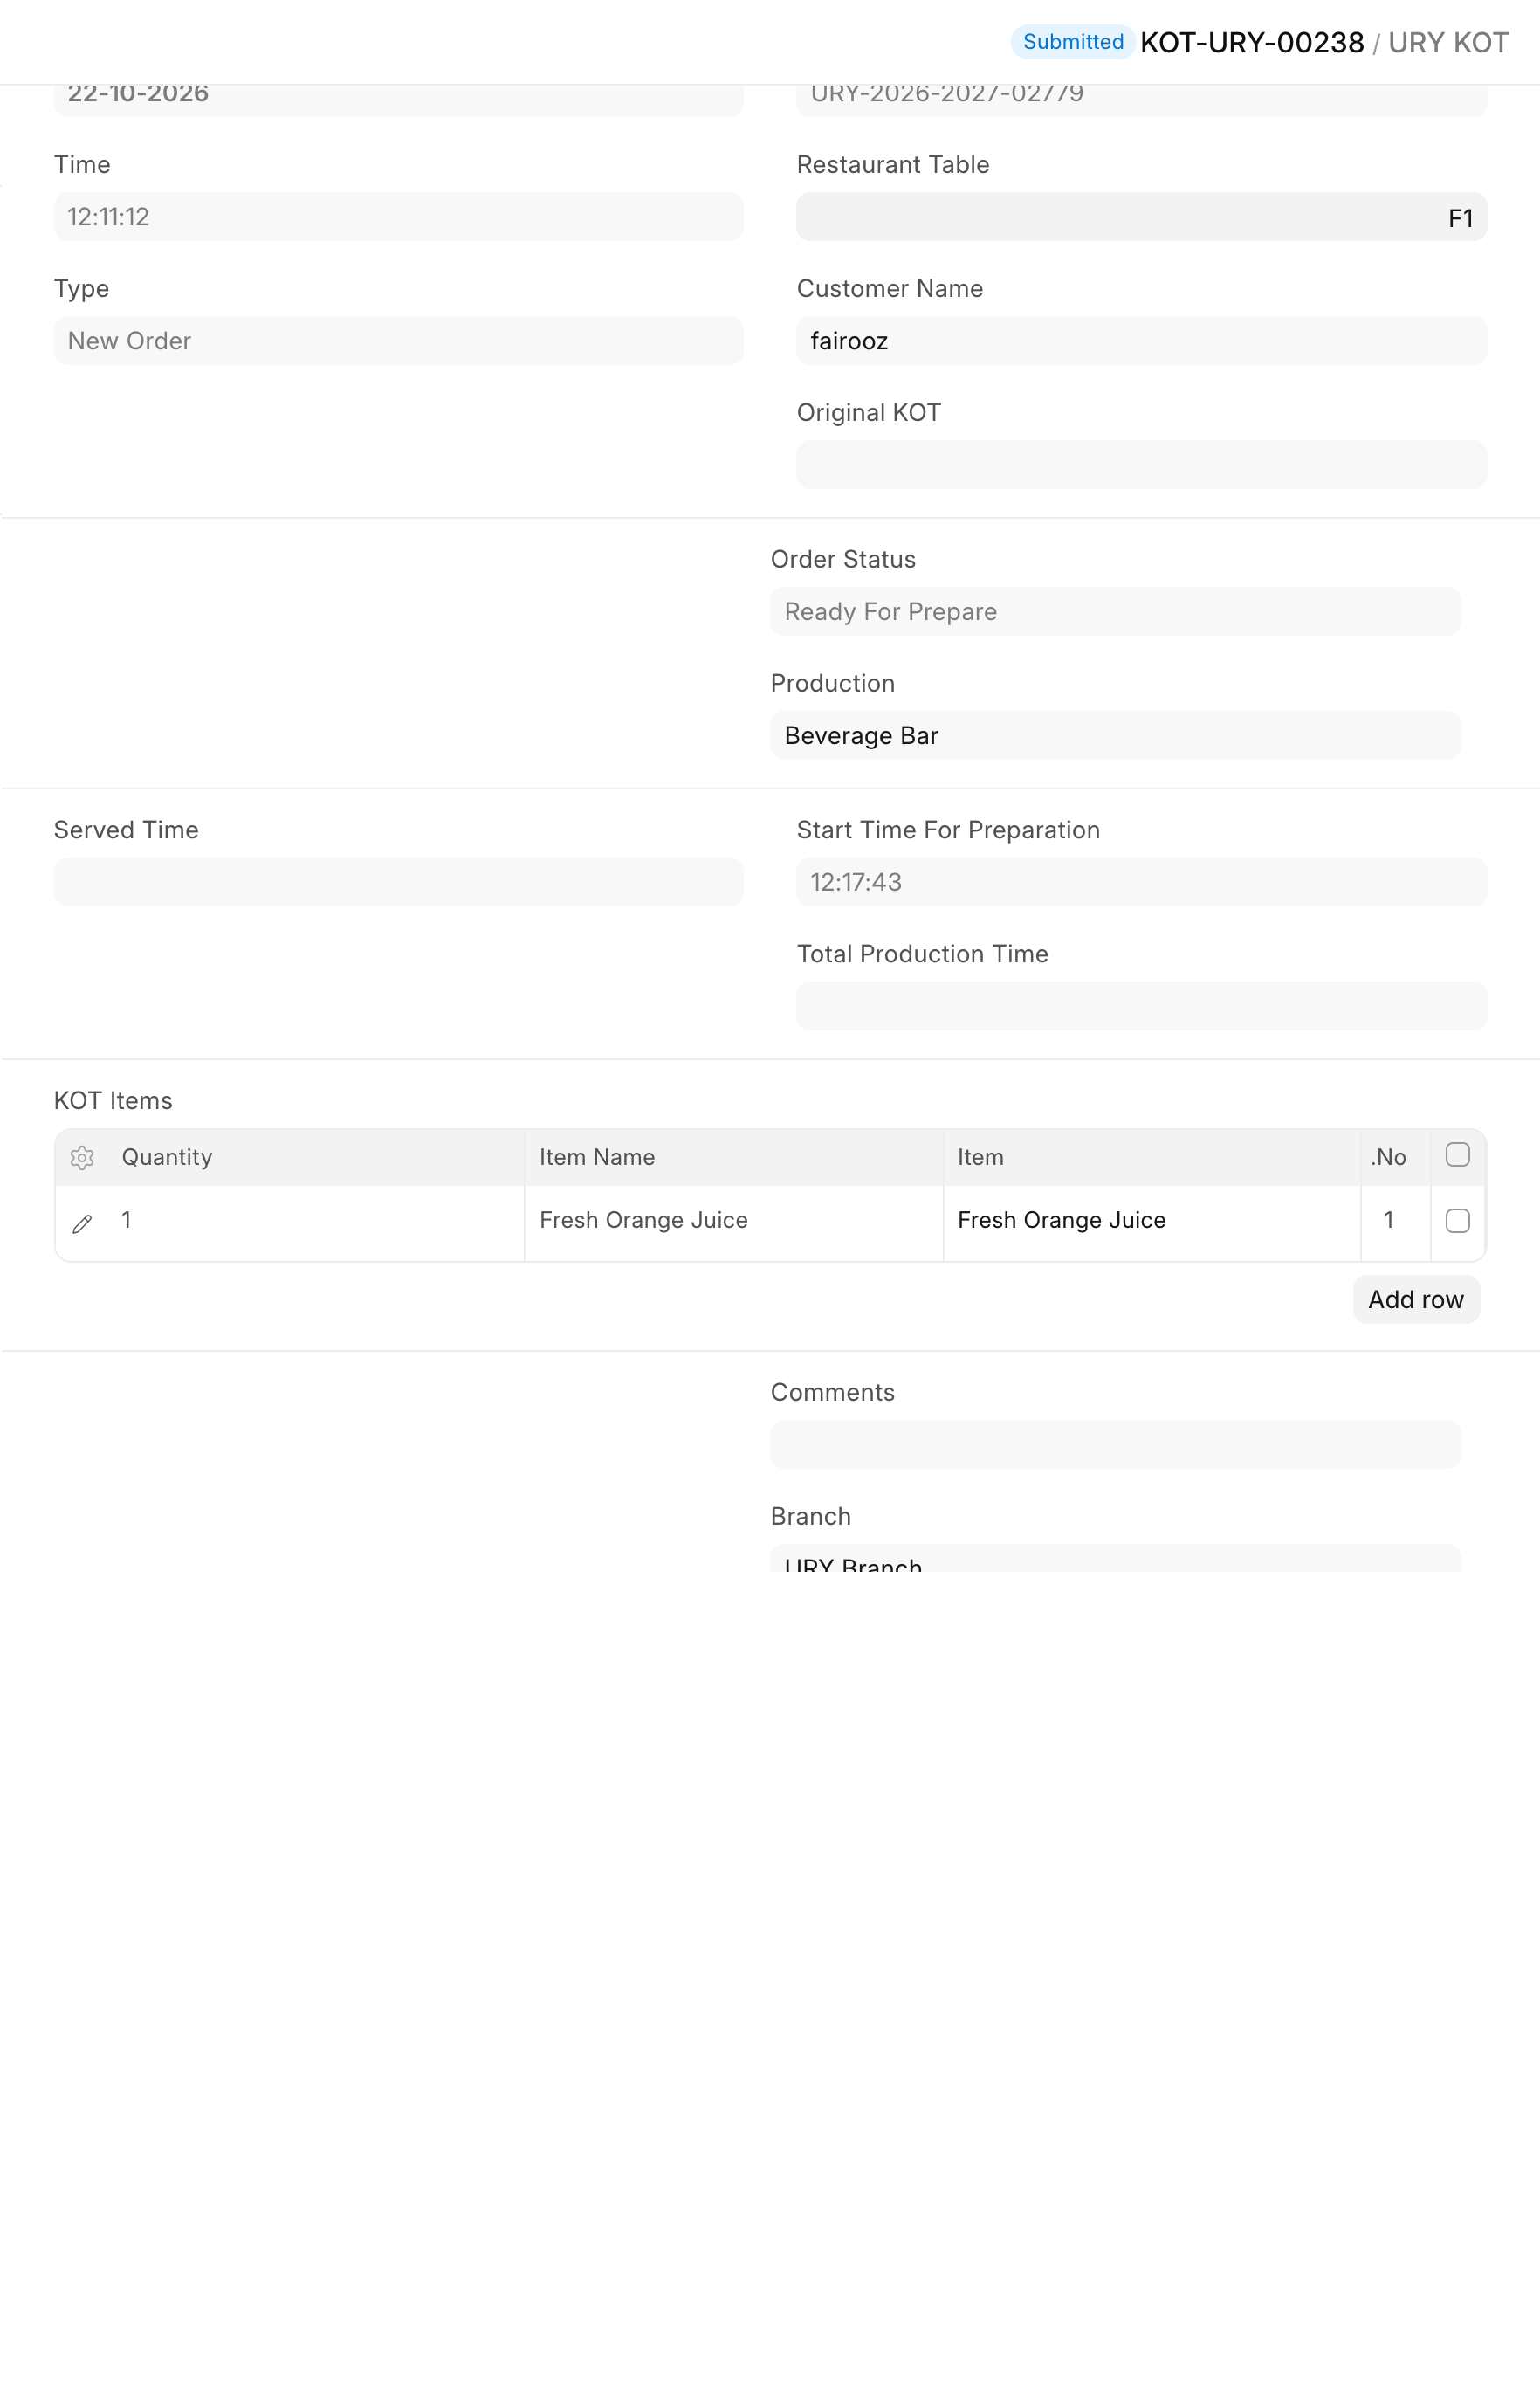 Submitted KOT-URY-00238 / URY KOT
22-10-2026
URY-2026-2027-02779
Time
12:11:12
Restaurant Table
F1
Type
New Order
Customer Name
fairooz
Original KOT
Order Status
Ready For Prepare
Production
Beverage Bar
Served Time
Start Time For Preparation
12:17:43
Total Production Time
KOT Items
Quantity Item Name Item .No
1 Fresh Orange Juice Fresh Orange Juice 1
Add row
Comments
Branch
URY Branch